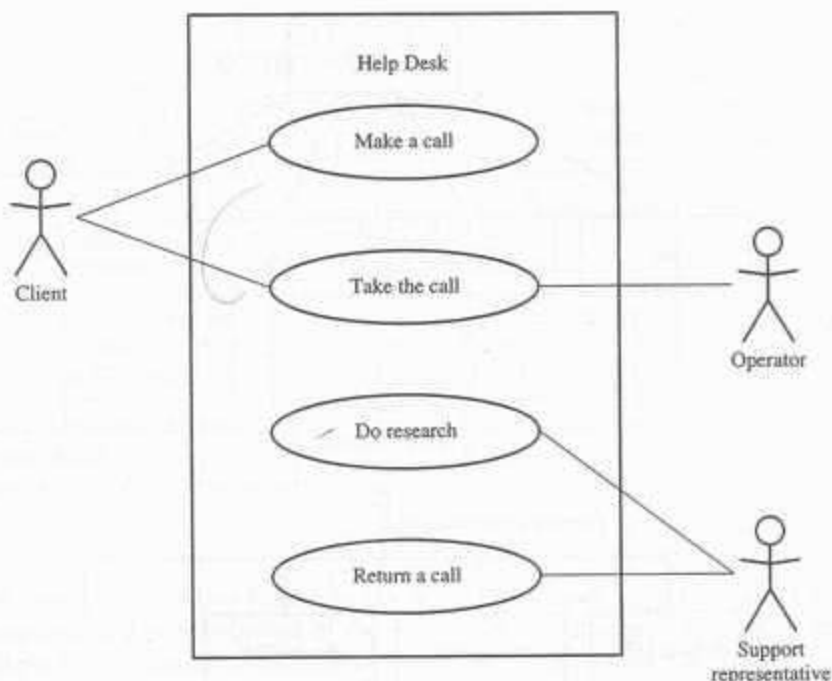 Help Desk
Make a call
Client
Take the call
Operator
Do research
Return a call
Support
representative